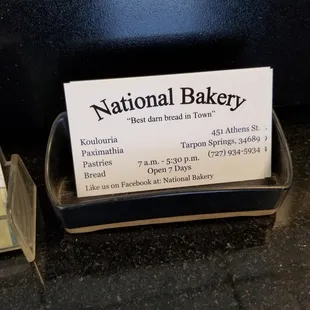 National Bakery
"Best darn bread in Town"
Koulouria 451 Athens St.
Paximathia Tarpon Springs, 34689
Pastries 7 a.m. - 5:30 p.m. (727) 934-5934
Bread Open 7 Days
Like us on Facebook at: National Bakery